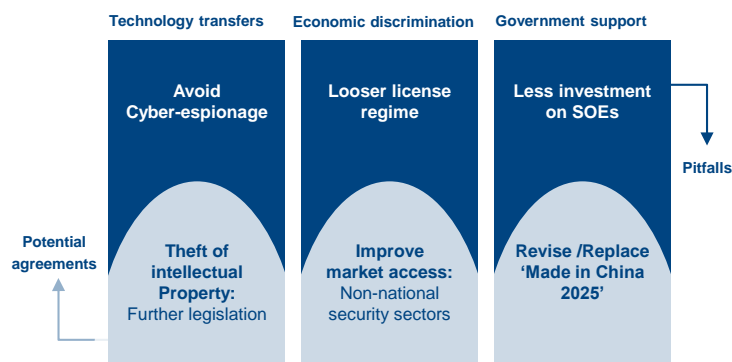 Technology transfers
Economic discrimination
Government support
Avoid
Cyber-espionage
Looser license
regime
Less investment
on SOEs
Pitfalls
Potential
agreements
Theft of
intellectual
Property:
Further legislation
Improve
market access:
Non-national
security sectors
Revise /Replace
‘Made in China
2025’